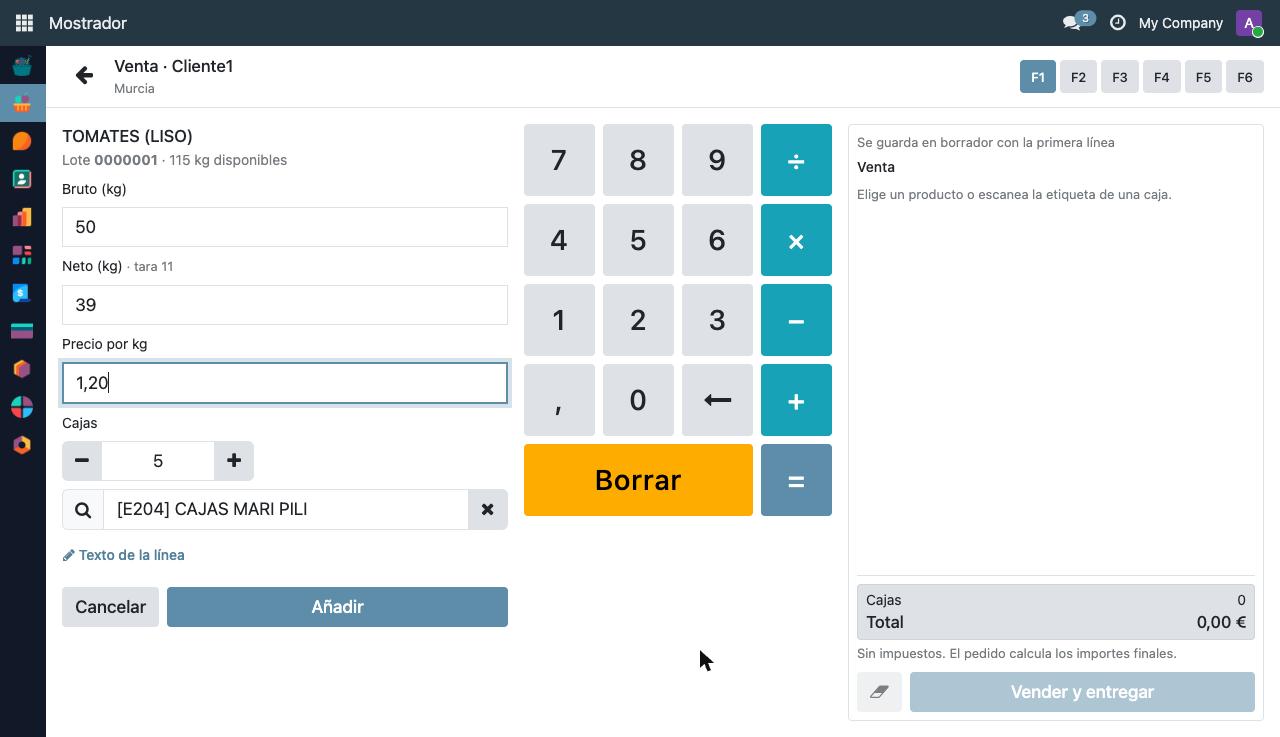 Mostrador
3
My Company
A
Venta · Cliente1
Murcia
F1 F2 F3 F4 F5 F6
TOMATES (LISO)
Lote 0000001 · 115 kg disponibles
Bruto (kg)
50
Neto (kg) · tara 11
39
Precio por kg
1,20
Cajas
− 5 +
[E204] CAJAS MARI PILI
Texto de la línea
Cancelar
Añadir
7 8 9 ÷
4 5 6 ×
1 2 3 −
, 0 ← +
Borrar =
Se guarda en borrador con la primera línea
Venta
Elige un producto o escanea la etiqueta de una caja.
Cajas 0
Total 0,00 €
Sin impuestos. El pedido calcula los importes finales.
Vender y entregar